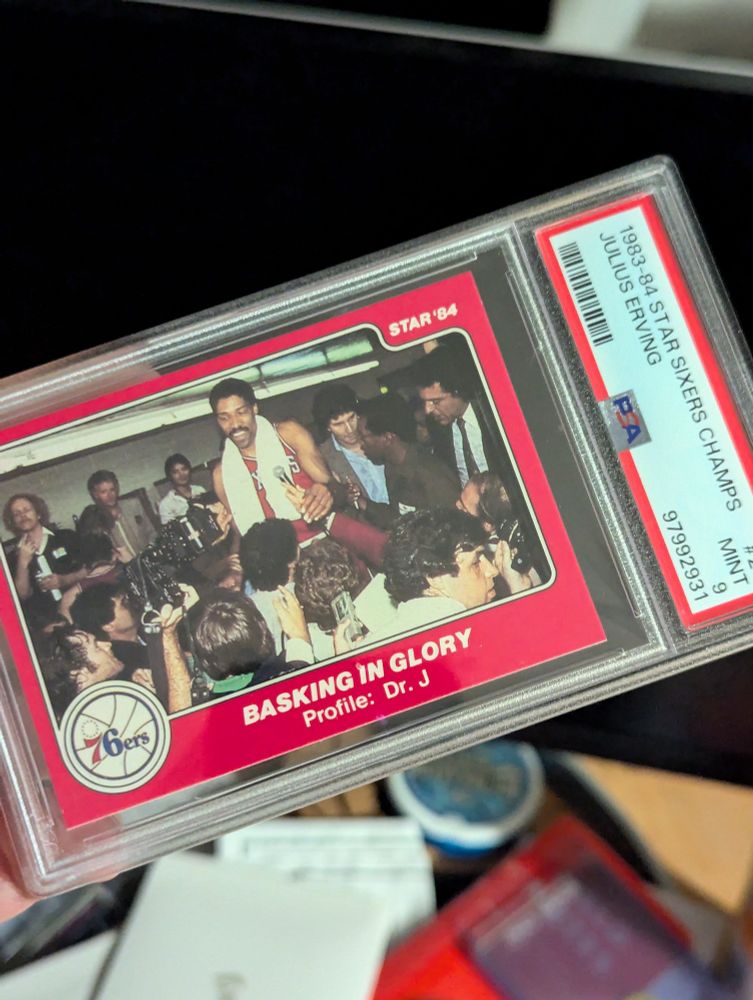 1983-84 STAR SIXERS CHAMPS
JULIUS ERVING
MINT
9
PSA
97992931
STAR '84
BASKING IN GLORY
Profile: Dr. J
76ers